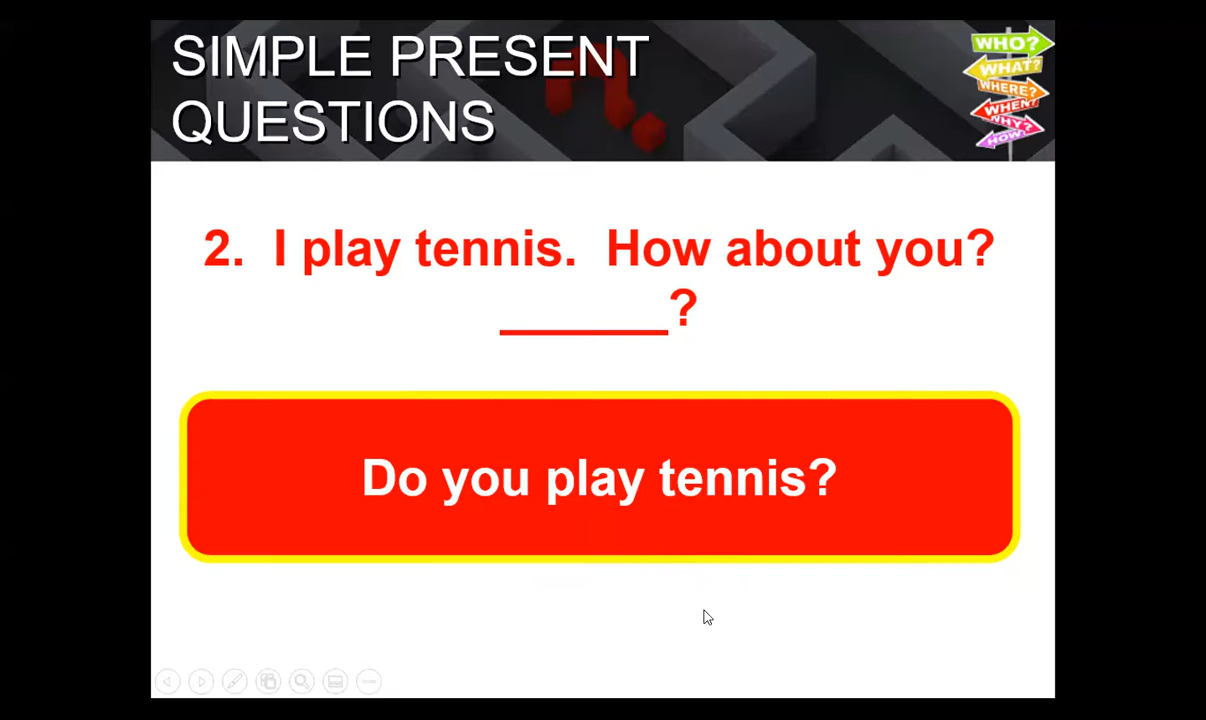 SIMPLE PRESENT
QUESTIONS
WHO?
WHAT?
WHERE?
WHEN?
WHY?
HOW?
2. I play tennis. How about you?
______?
Do you play tennis?